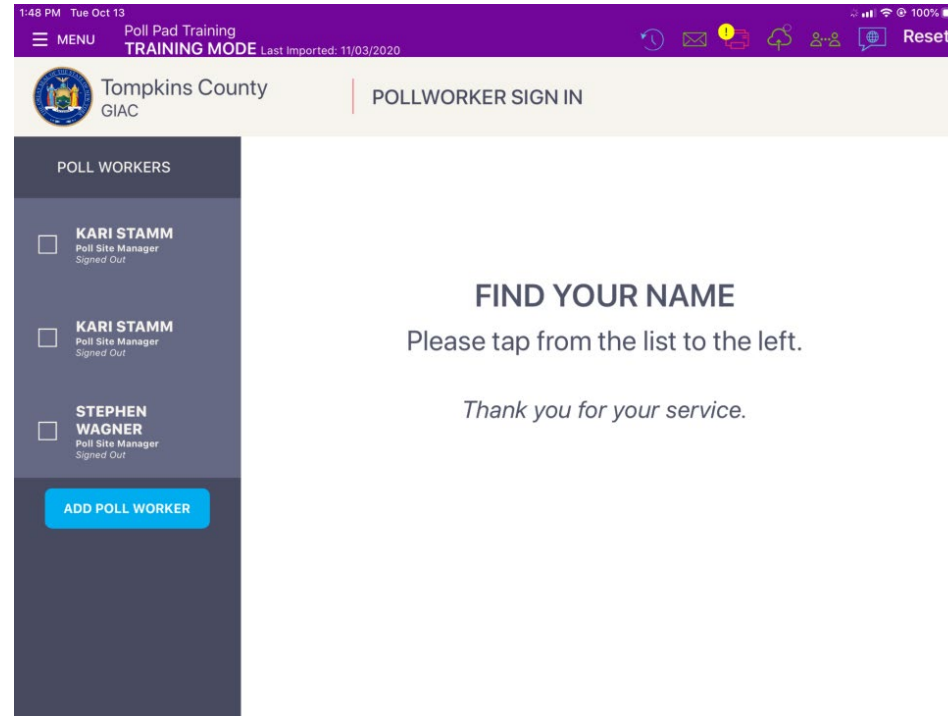 1:48 PM Tue Oct 13
100%
MENU
Poll Pad Training
TRAINING MODE Last Imported: 11/03/2020
!
Reset
Tompkins County
GIAC
POLLWORKER SIGN IN
POLL WORKERS
KARI STAMM
Poll Site Manager
Signed Out
KARI STAMM
Poll Site Manager
Signed Out
STEPHEN
WAGNER
Poll Site Manager
Signed Out
ADD POLL WORKER
FIND YOUR NAME
Please tap from the list to the left.
Thank you for your service.